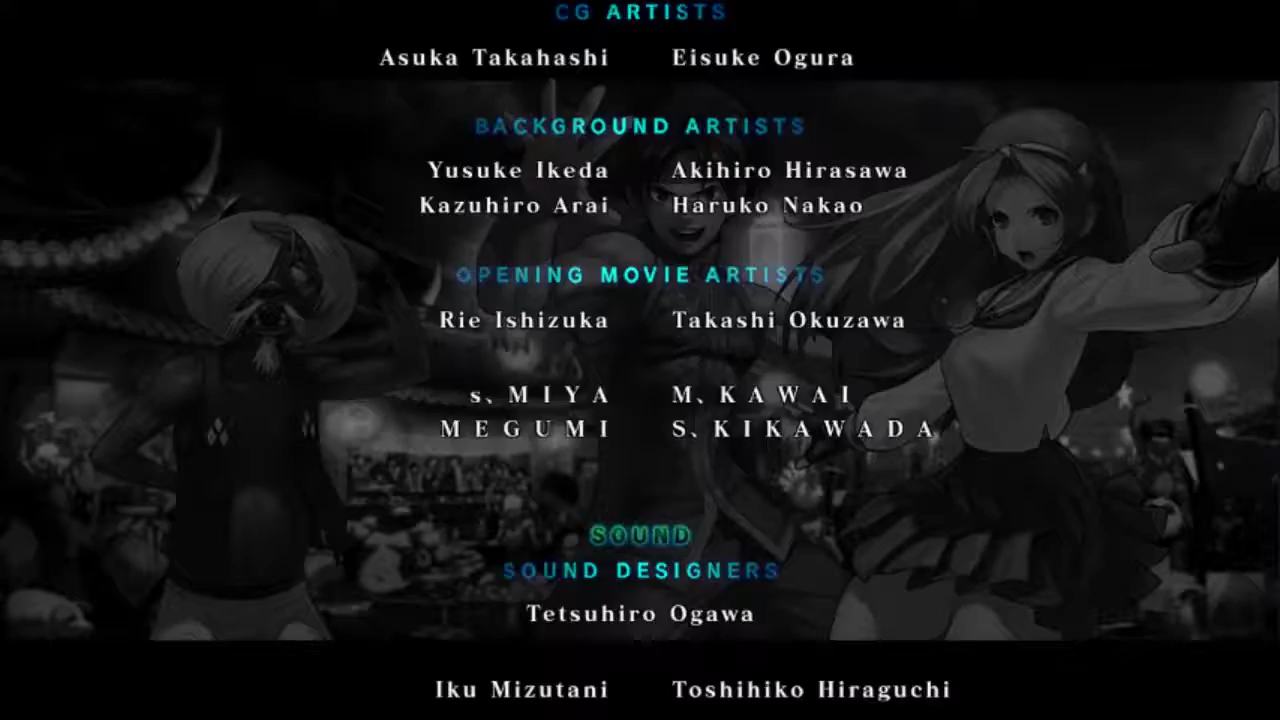 CG ARTISTS
Asuka Takahashi Eisuke Ogura
BACKGROUND ARTISTS
Yusuke Ikeda Akihiro Hirasawa
Kazuhiro Arai Haruko Nakao
OPENING MOVIE ARTISTS
Rie Ishizuka Takashi Okuzawa
s、MIYA M、KAWAI
MEGUMI S、KIKAWADA
SOUND
SOUND DESIGNERS
Tetsuhiro Ogawa
Iku Mizutani Toshihiko Hiraguchi